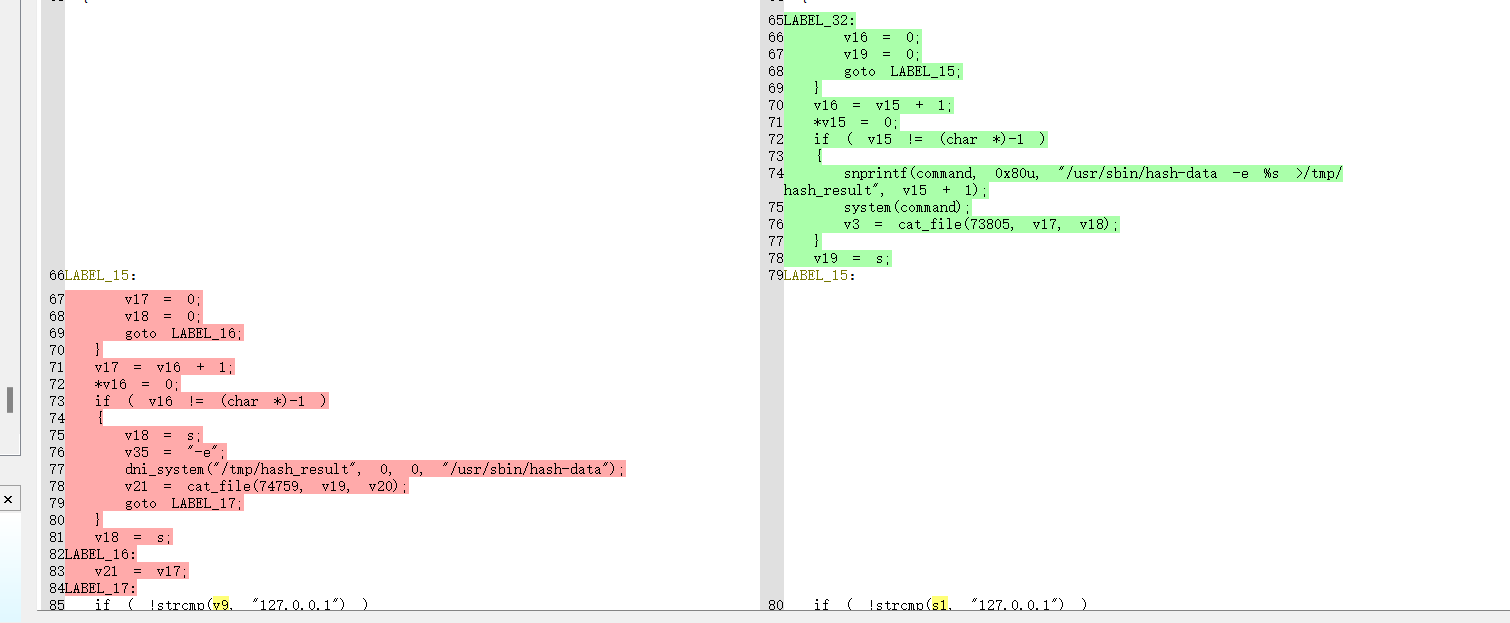 {
66LABEL_15:
67 v17 = 0;
68 v18 = 0;
69 goto LABEL_16;
70 }
71 v17 = v16 + 1;
72 *v16 = 0;
73 if ( v16 != (char *)-1 )
74 {
75 v18 = s;
76 v35 = "-e";
77 dni_system("/tmp/hash_result", 0, 0, "/usr/sbin/hash-data");
78 v21 = cat_file(74759, v19, v20);
79 goto LABEL_17;
80 }
81 v18 = s;
82LABEL_16:
83 v21 = v17;
84LABEL_17:
85 if ( !strcmp(v9, "127.0.0.1") )
{
65LABEL_32:
66 v16 = 0;
67 v19 = 0;
68 goto LABEL_15;
69 }
70 v16 = v15 + 1;
71 *v15 = 0;
72 if ( v15 != (char *)-1 )
73 {
74 snprintf(command, 0x80u, "/usr/sbin/hash-data -e %s >/tmp/
hash_result", v15 + 1);
75 system(command);
76 v3 = cat_file(73805, v17, v18);
77 }
78 v19 = s;
79LABEL_15:
80 if ( !strcmp(s1, "127.0.0.1") )